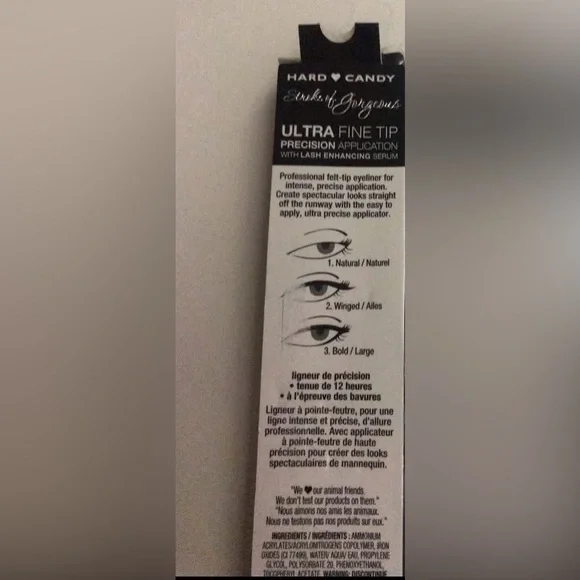 HARD ♥ CANDY
Stroke of Gorgeous
ULTRA FINE TIP
PRECISION APPLICATION
WITH LASH ENHANCING SERUM
Professional felt-tip eyeliner for
intense, precise application.
Create spectacular looks straight
off the runway with the easy to
apply, ultra precise applicator.
1. Natural / Naturel
2. Winged / Ailes
3. Bold / Large
ligneur de précision
• tenue de 12 heures
• à l'épreuve des bavures
Ligneur à pointe-feutre, pour une
ligne intense et précise, d'allure
professionnelle. Avec applicateur
à pointe-feutre de haute
précision pour créer des looks
spectaculaires de mannequin.
"We ♥ our animal friends.
We don't test our products on them."
"Nous aimons nos amis les animaux.
Nous ne testons pas nos produits sur eux."
INGREDIENTS / INGRÉDIENTS : AMMONIUM
ACRYLATES/ACRYLONITROGENS COPOLYMER, IRON
OXIDES (CI 77499), WATER/ AQUA/ EAU, PROPYLENE
GLYCOL, POLYSORBATE 20, PHENOXYETHANOL,
TOCOPHERYL ACETATE. WARNING: DISCONTINUE